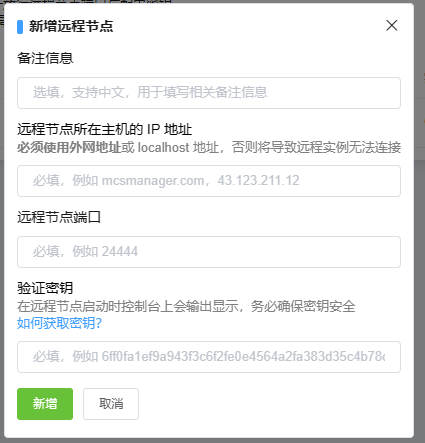 新增远程节点
备注信息
选填，支持中文，用于填写相关备注信息
远程节点所在主机的 IP 地址
必须使用外网地址或 localhost 地址，否则将导致远程实例无法连接
必填，例如 mcsmanager.com，43.123.211.12
远程节点端口
必填，例如 24444
验证密钥
在远程节点启动时控制台上会输出显示，务必确保密钥安全
如何获取密钥？
必填，例如 6ff0fa1ef9a943f3c6f2fe0e4564a2fa383d35c4b78c
新增
取消